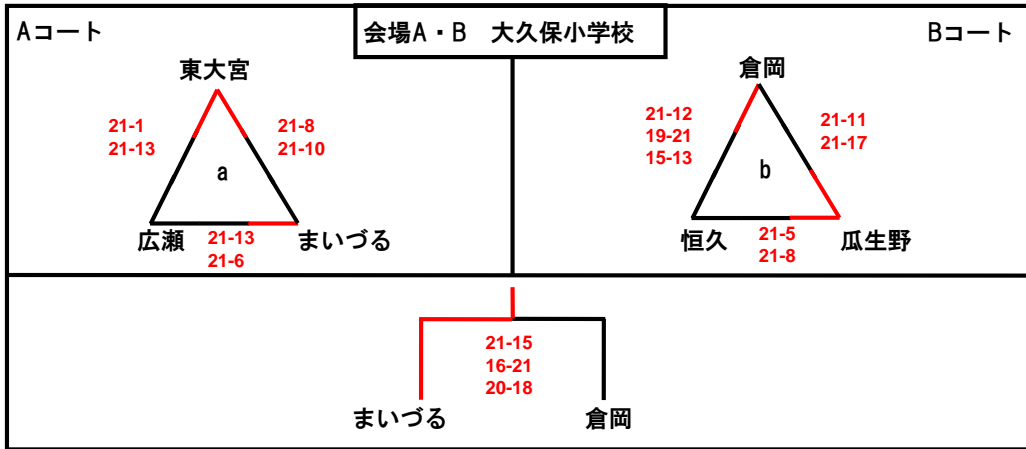 Aコート
会場A・B 大久保小学校
Bコート
東大宮
21-1
21-13
21-8
21-10
a
広瀬
21-13
21-6
まいづる
倉岡
21-12
19-21
15-13
21-11
21-17
b
恒久
21-5
21-8
瓜生野
21-15
16-21
20-18
まいづる
倉岡